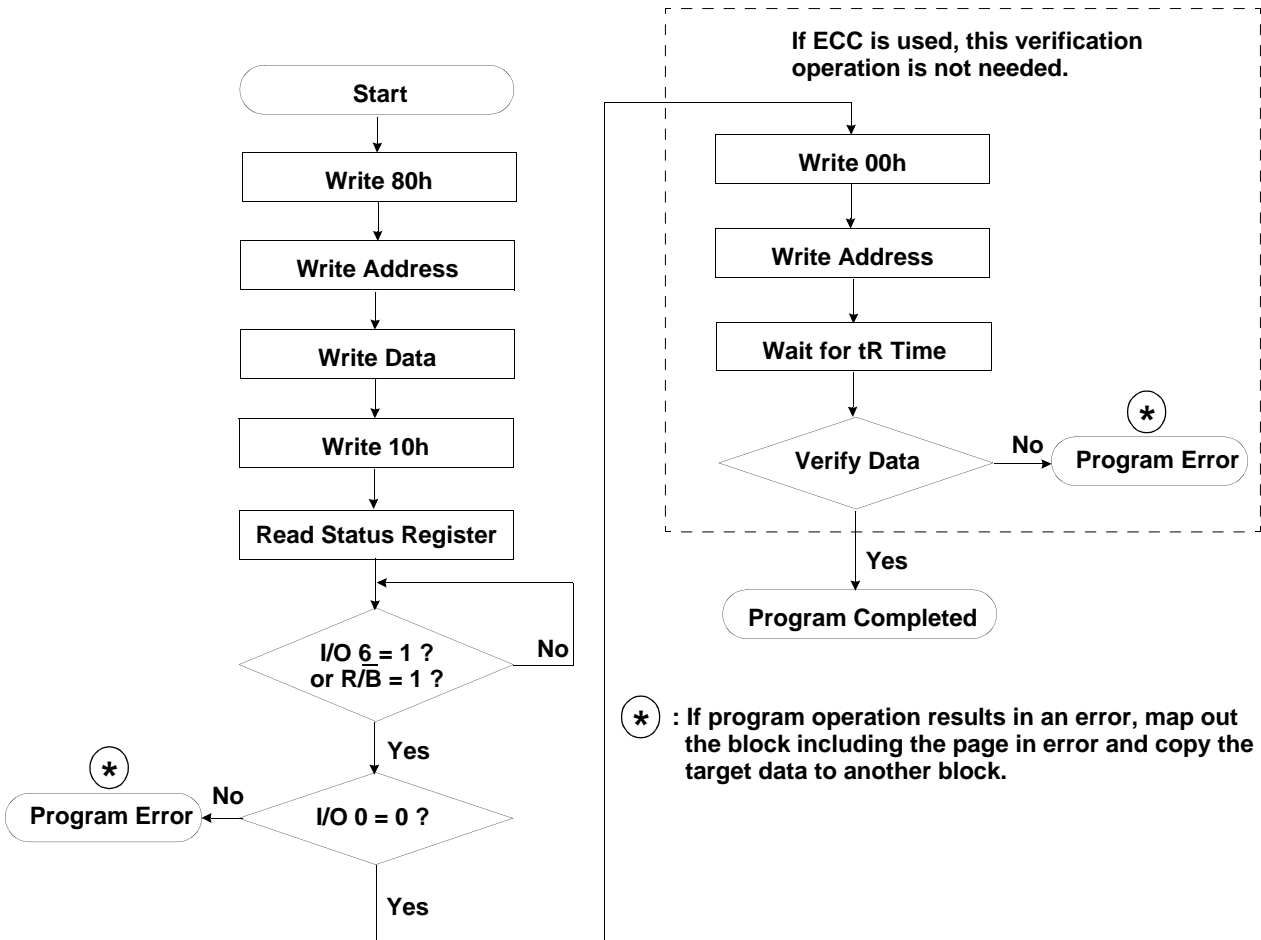 Start
Write 80h
Write Address
Write Data
Write 10h
Read Status Register
I/O 6 = 1 ?
or R/B̅ = 1 ?
No
Yes
*
No
Program Error
I/O 0 = 0 ?
Yes
If ECC is used, this verification
operation is not needed.
Write 00h
Write Address
Wait for tR Time
*
Verify Data
No
Program Error
Yes
Program Completed
* : If program operation results in an error, map out
the block including the page in error and copy the
target data to another block.